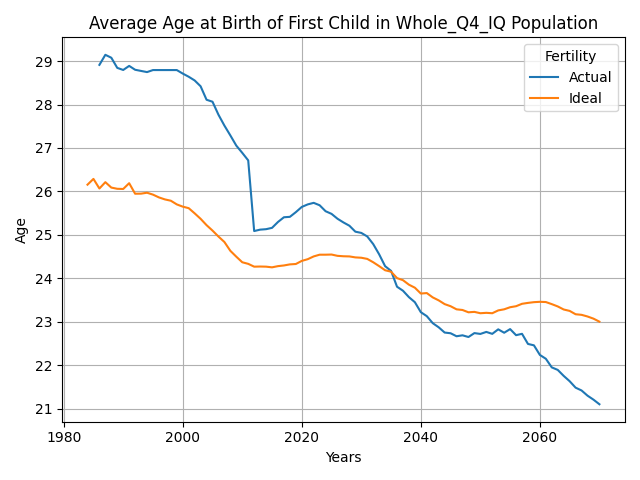 Average Age at Birth of First Child in Whole_Q4_IQ Population
Fertility
Actual
Ideal
29
28
27
26
25
24
23
22
21
Age
1980
2000
2020
2040
2060
Years